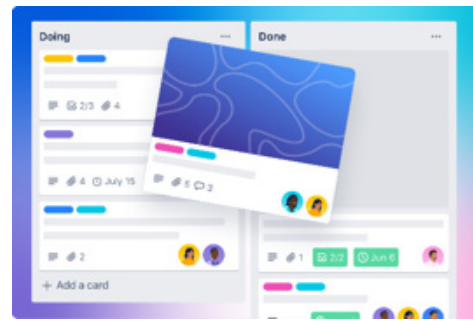 Doing ...
2/3 4
4 July 15
2
+ Add a card
5 3
Done ...
1 2/2 Jun 6